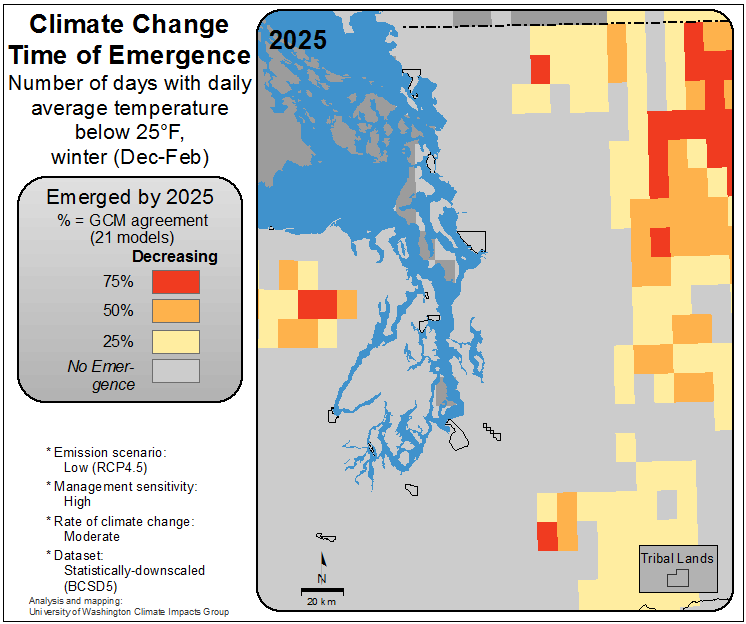 Climate Change
Time of Emergence
Number of days with daily
average temperature
below 25°F,
winter (Dec-Feb)
Emerged by 2025
% = GCM agreement
(21 models)
Decreasing
75%
50%
25%
No Emer-
gence
* Emission scenario:
Low (RCP4.5)
* Management sensitivity:
High
* Rate of climate change:
Moderate
* Dataset:
Statistically-downscaled
(BCSD5)
Analysis and mapping:
University of Washington Climate Impacts Group
2025
N
20 km
Tribal Lands